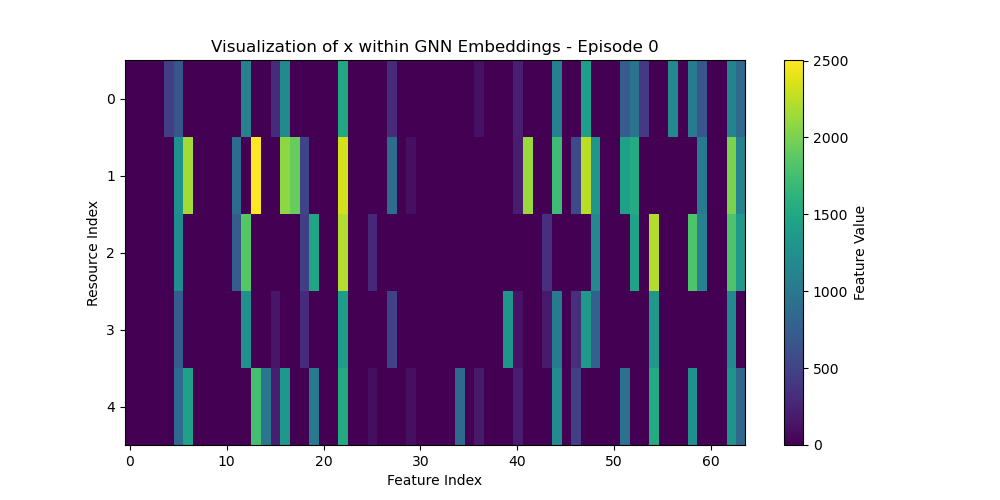 Visualization of x within GNN Embeddings - Episode 0
Resource Index
0
1
2
3
4
0 10 20 30 40 50 60
Feature Index
2500
2000
1500
1000
500
0
Feature Value